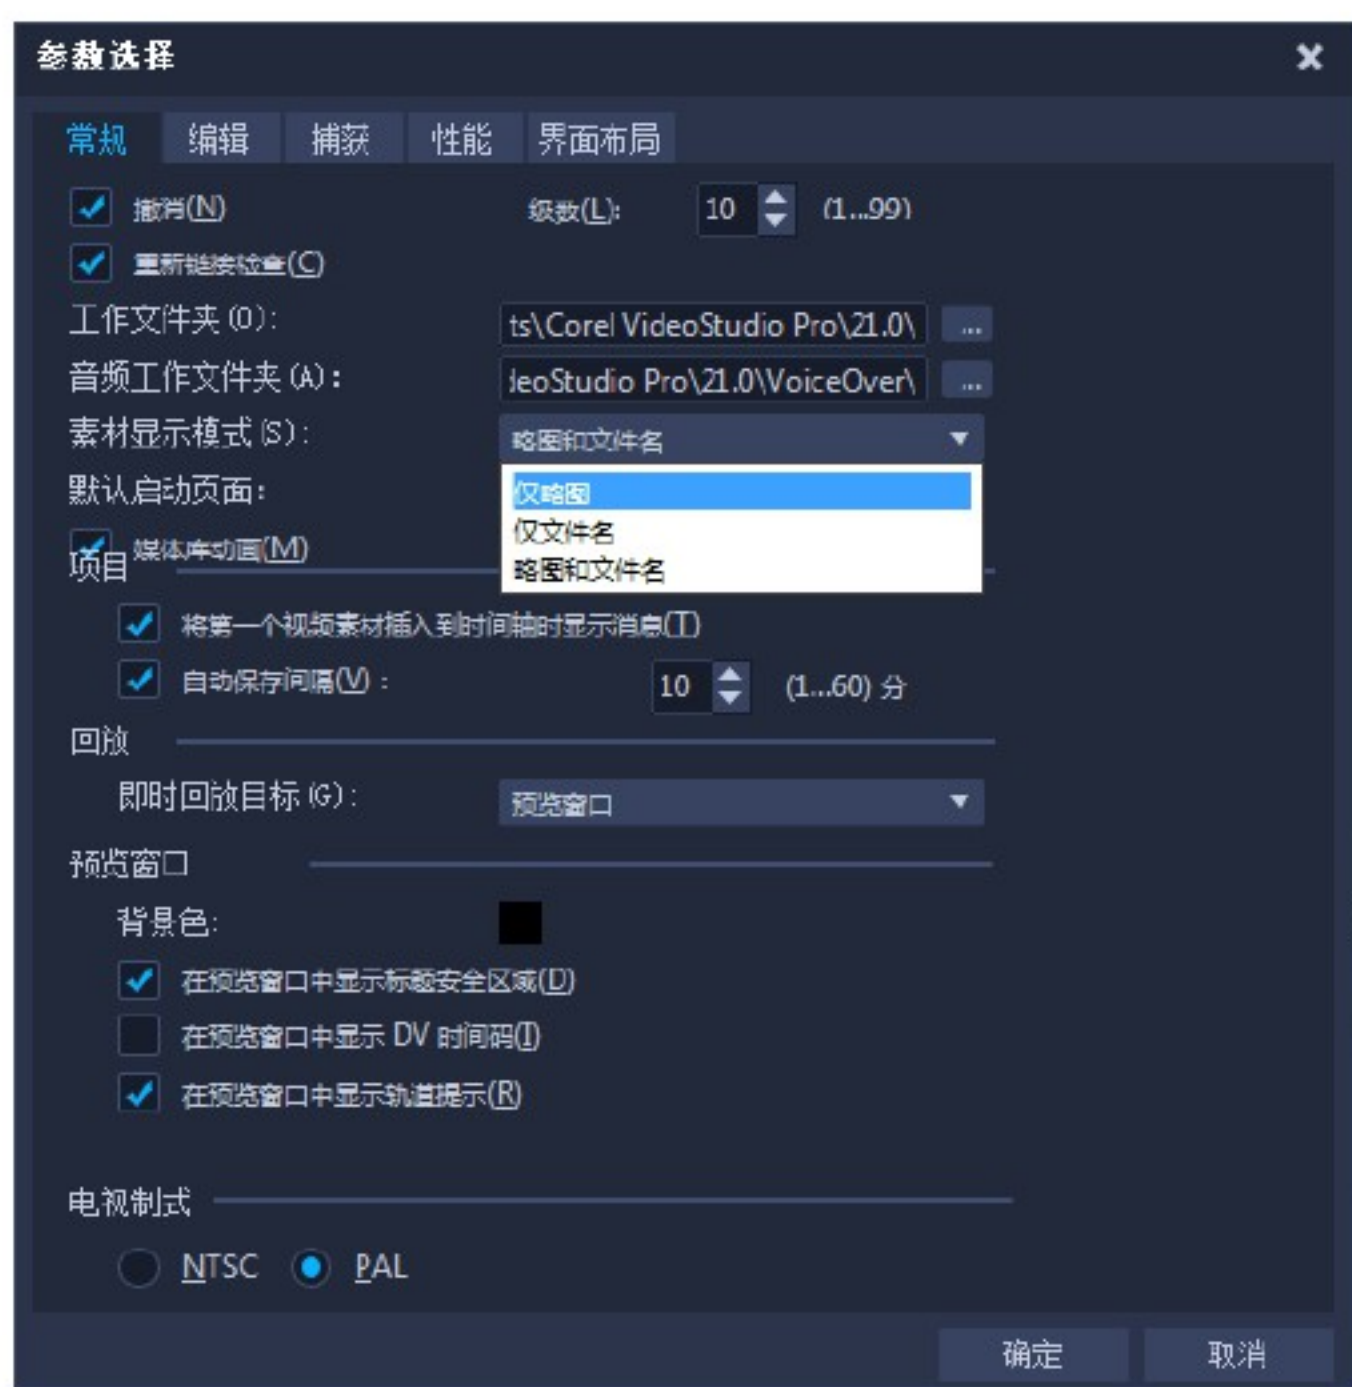 参数选择
常规 编辑 捕获 性能 界面布局
撤消(N) 级数(L): 10 (1...99)
重新链接检查(C)
工作文件夹(O): ts\Corel VideoStudio Pro\21.0\ ...
音频工作文件夹(A): deoStudio Pro\21.0\VoiceOver\ ...
素材显示模式(S): 略图和文件名
默认启动页面: 仅略图
仅文件名
媒体库动画(M)
项目 略图和文件名
将第一个视频素材插入到时间轴时显示消息(T)
自动保存间隔(V) : 10 (1...60) 分
回放
即时回放目标(G): 预览窗口
预览窗口
背景色:
在预览窗口中显示标题安全区域(D)
在预览窗口中显示 DV 时间码(I)
在预览窗口中显示轨道提示(R)
电视制式
NTSC PAL
确定 取消